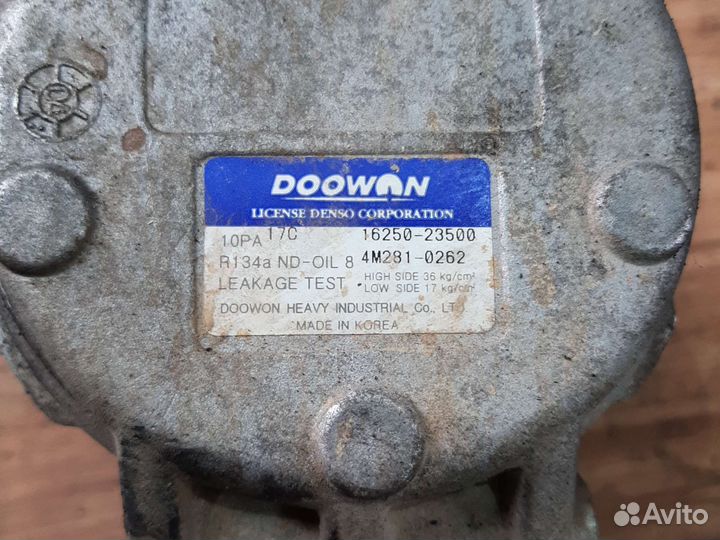 DOOWON
LICENSE DENSO CORPORATION
10PA 17C 16250-23500
R134a ND-OIL 8 4M281-0262
LEAKAGE TEST HIGH SIDE 36 kg/cm²
LOW SIDE 17 kg/cm²
DOOWON HEAVY INDUSTRIAL Co., LTD.
MADE IN KOREA
Avito